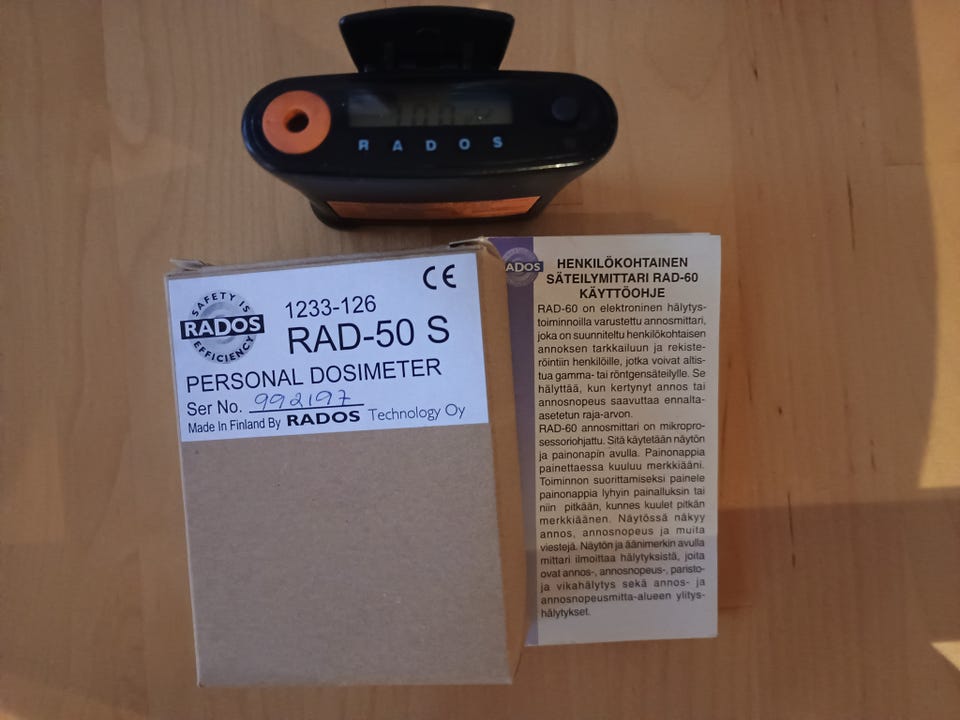 RADOS
CE
SAFETY IS
RADOS
EFFICIENCY
1233-126
RAD-50 S
PERSONAL DOSIMETER
Ser No. 992197
Made In Finland By RADOS Technology Oy
ADOS
HENKILÖKOHTAINEN
SÄTEILYMITTARI RAD-60
KÄYTTÖOHJE
RAD-60 on elektroninen hälytys-
toiminnoilla varustettu annosmittari,
joka on suunniteltu henkilökohtaisen
annoksen tarkkailuun ja rekiste-
röintiin henkilöille, jotka voivat altis-
tua gamma- tai röntgensäteilylle. Se
hälyttää, kun kertynyt annos tai
annosnopeus saavuttaa ennalta-
asetetun raja-arvon.
RAD-60 annosmittari on mikropro-
sessoriohjattu. Sitä käytetään näytön
ja painonapin avulla. Painonappia
painettaessa kuuluu merkkiääni.
Toiminnon suorittamiseksi painele
painonappia lyhyin painalluksin tai
niin pitkään, kunnes kuulet pitkän
merkkiäänen. Näytössä näkyy
annos, annosnopeus ja muita
viestejä. Näytön ja äänimerkin avulla
mittari ilmoittaa hälytyksistä, joita
ovat annos-, annosnopeus-, paristo-
ja vikahälytys sekä annos- ja
annosnopeusmitta-alueen ylitys-
hälytykset.